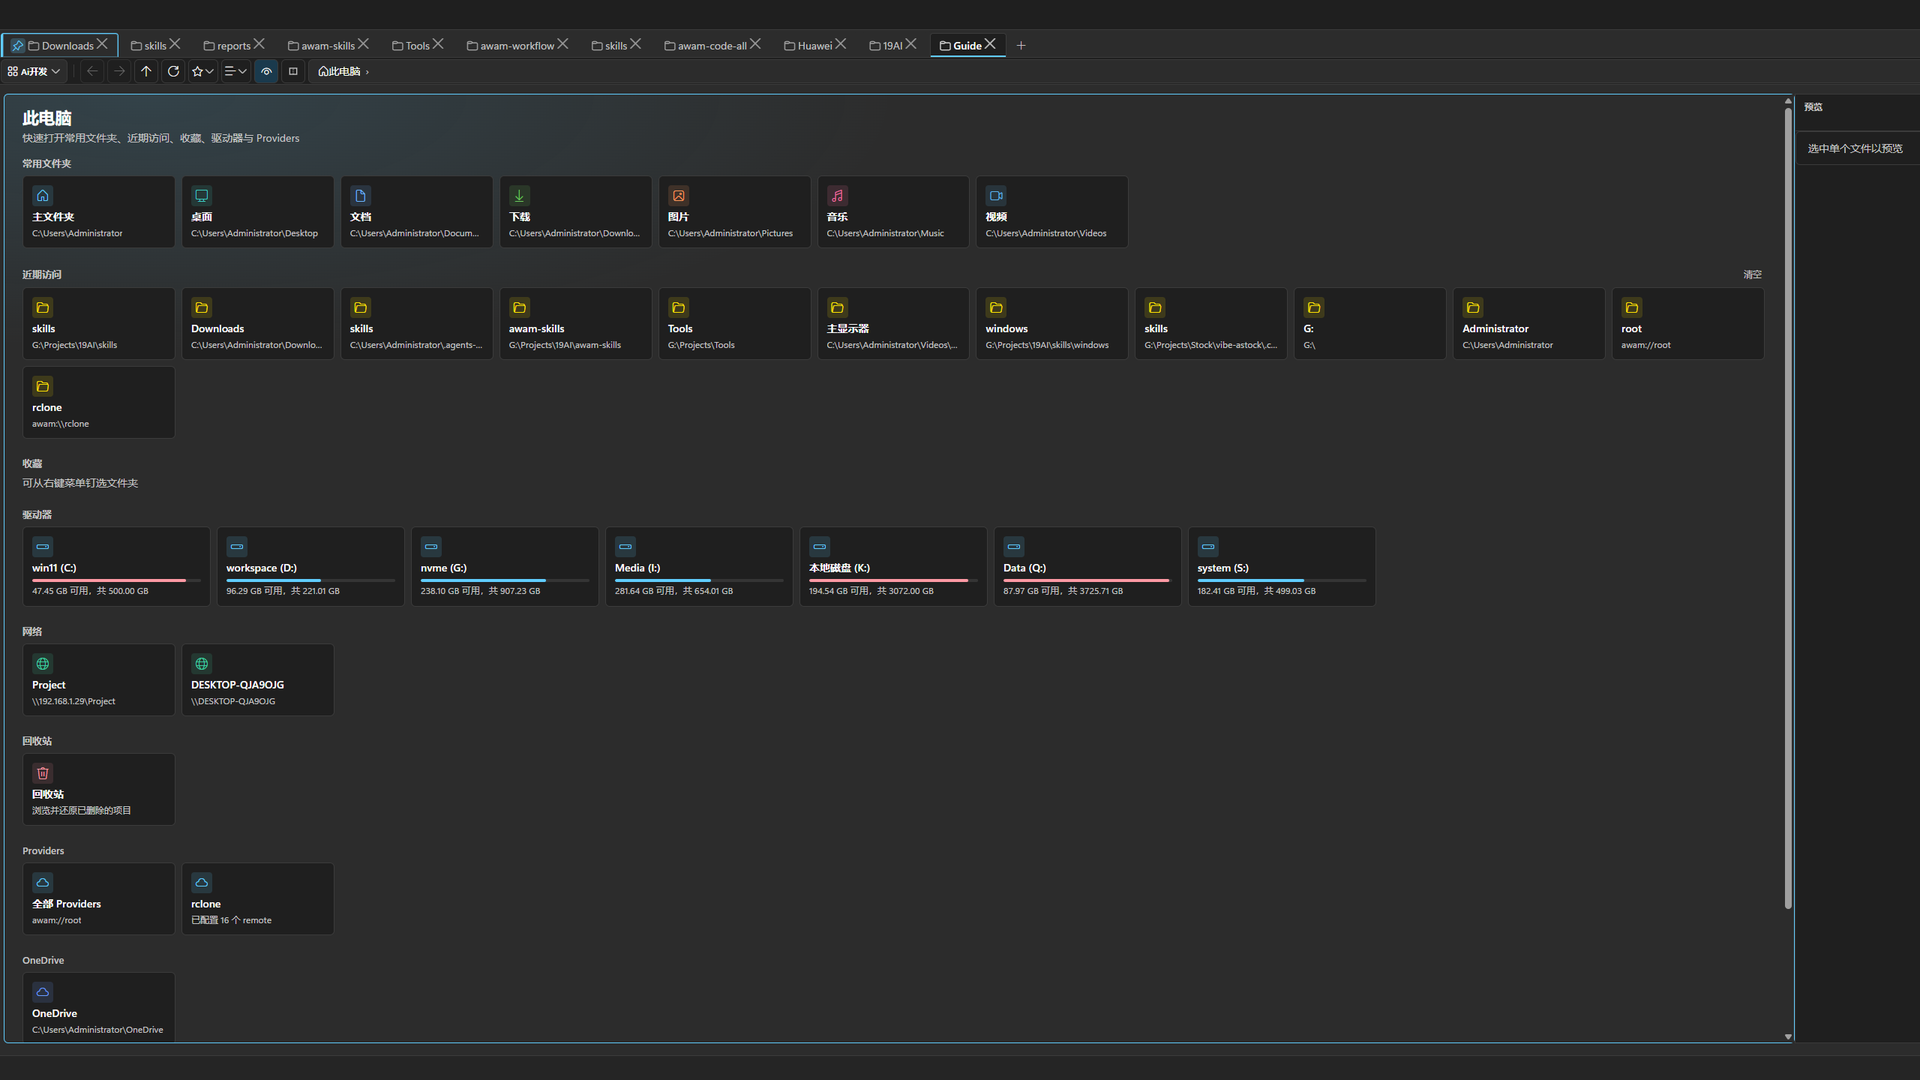 Downloads skills reports awam-skills Tools awam-workflow skills awam-code-all Huawei 19AI Guide
AI开发 此电脑
此电脑
快速打开常用文件夹、近期访问、收藏、驱动器与 Providers
常用文件夹
主文件夹 桌面 文档 下载 图片 音乐 视频
C:\Users\Administrator C:\Users\Administrator\Desktop C:\Users\Administrator\Docum... C:\Users\Administrator\Downlo... C:\Users\Administrator\Pictures C:\Users\Administrator\Music C:\Users\Administrator\Videos
近期访问 清空
skills Downloads skills awam-skills Tools 主显示器 windows skills G: Administrator root
G:\Projects\19AI\skills C:\Users\Administrator\Downlo... C:\Users\Administrator\.agents-... G:\Projects\19AI\awam-skills G:\Projects\Tools C:\Users\Administrator\Videos\... G:\Projects\19AI\skills\windows G:\Projects\Stock\vibe-astock\.c... G:\ C:\Users\Administrator awam://root
rclone
awam:\\rclone
收藏
可从右键菜单钉选文件夹
驱动器
win11 (C:) workspace (D:) nvme (G:) Media (I:) 本地磁盘 (K:) Data (Q:) system (S:)
47.45 GB 可用，共 500.00 GB 96.29 GB 可用，共 221.01 GB 238.10 GB 可用，共 907.23 GB 281.64 GB 可用，共 654.01 GB 194.54 GB 可用，共 3072.00 GB 87.97 GB 可用，共 3725.71 GB 182.41 GB 可用，共 499.03 GB
网络
Project DESKTOP-QJA9OJG
\\192.168.1.29\Project \\DESKTOP-QJA9OJG
回收站
回收站
浏览并还原已删除的项目
Providers
全部 Providers rclone
awam://root 已配置 16 个 remote
OneDrive
OneDrive
C:\Users\Administrator\OneDrive
预览
选中单个文件以预览